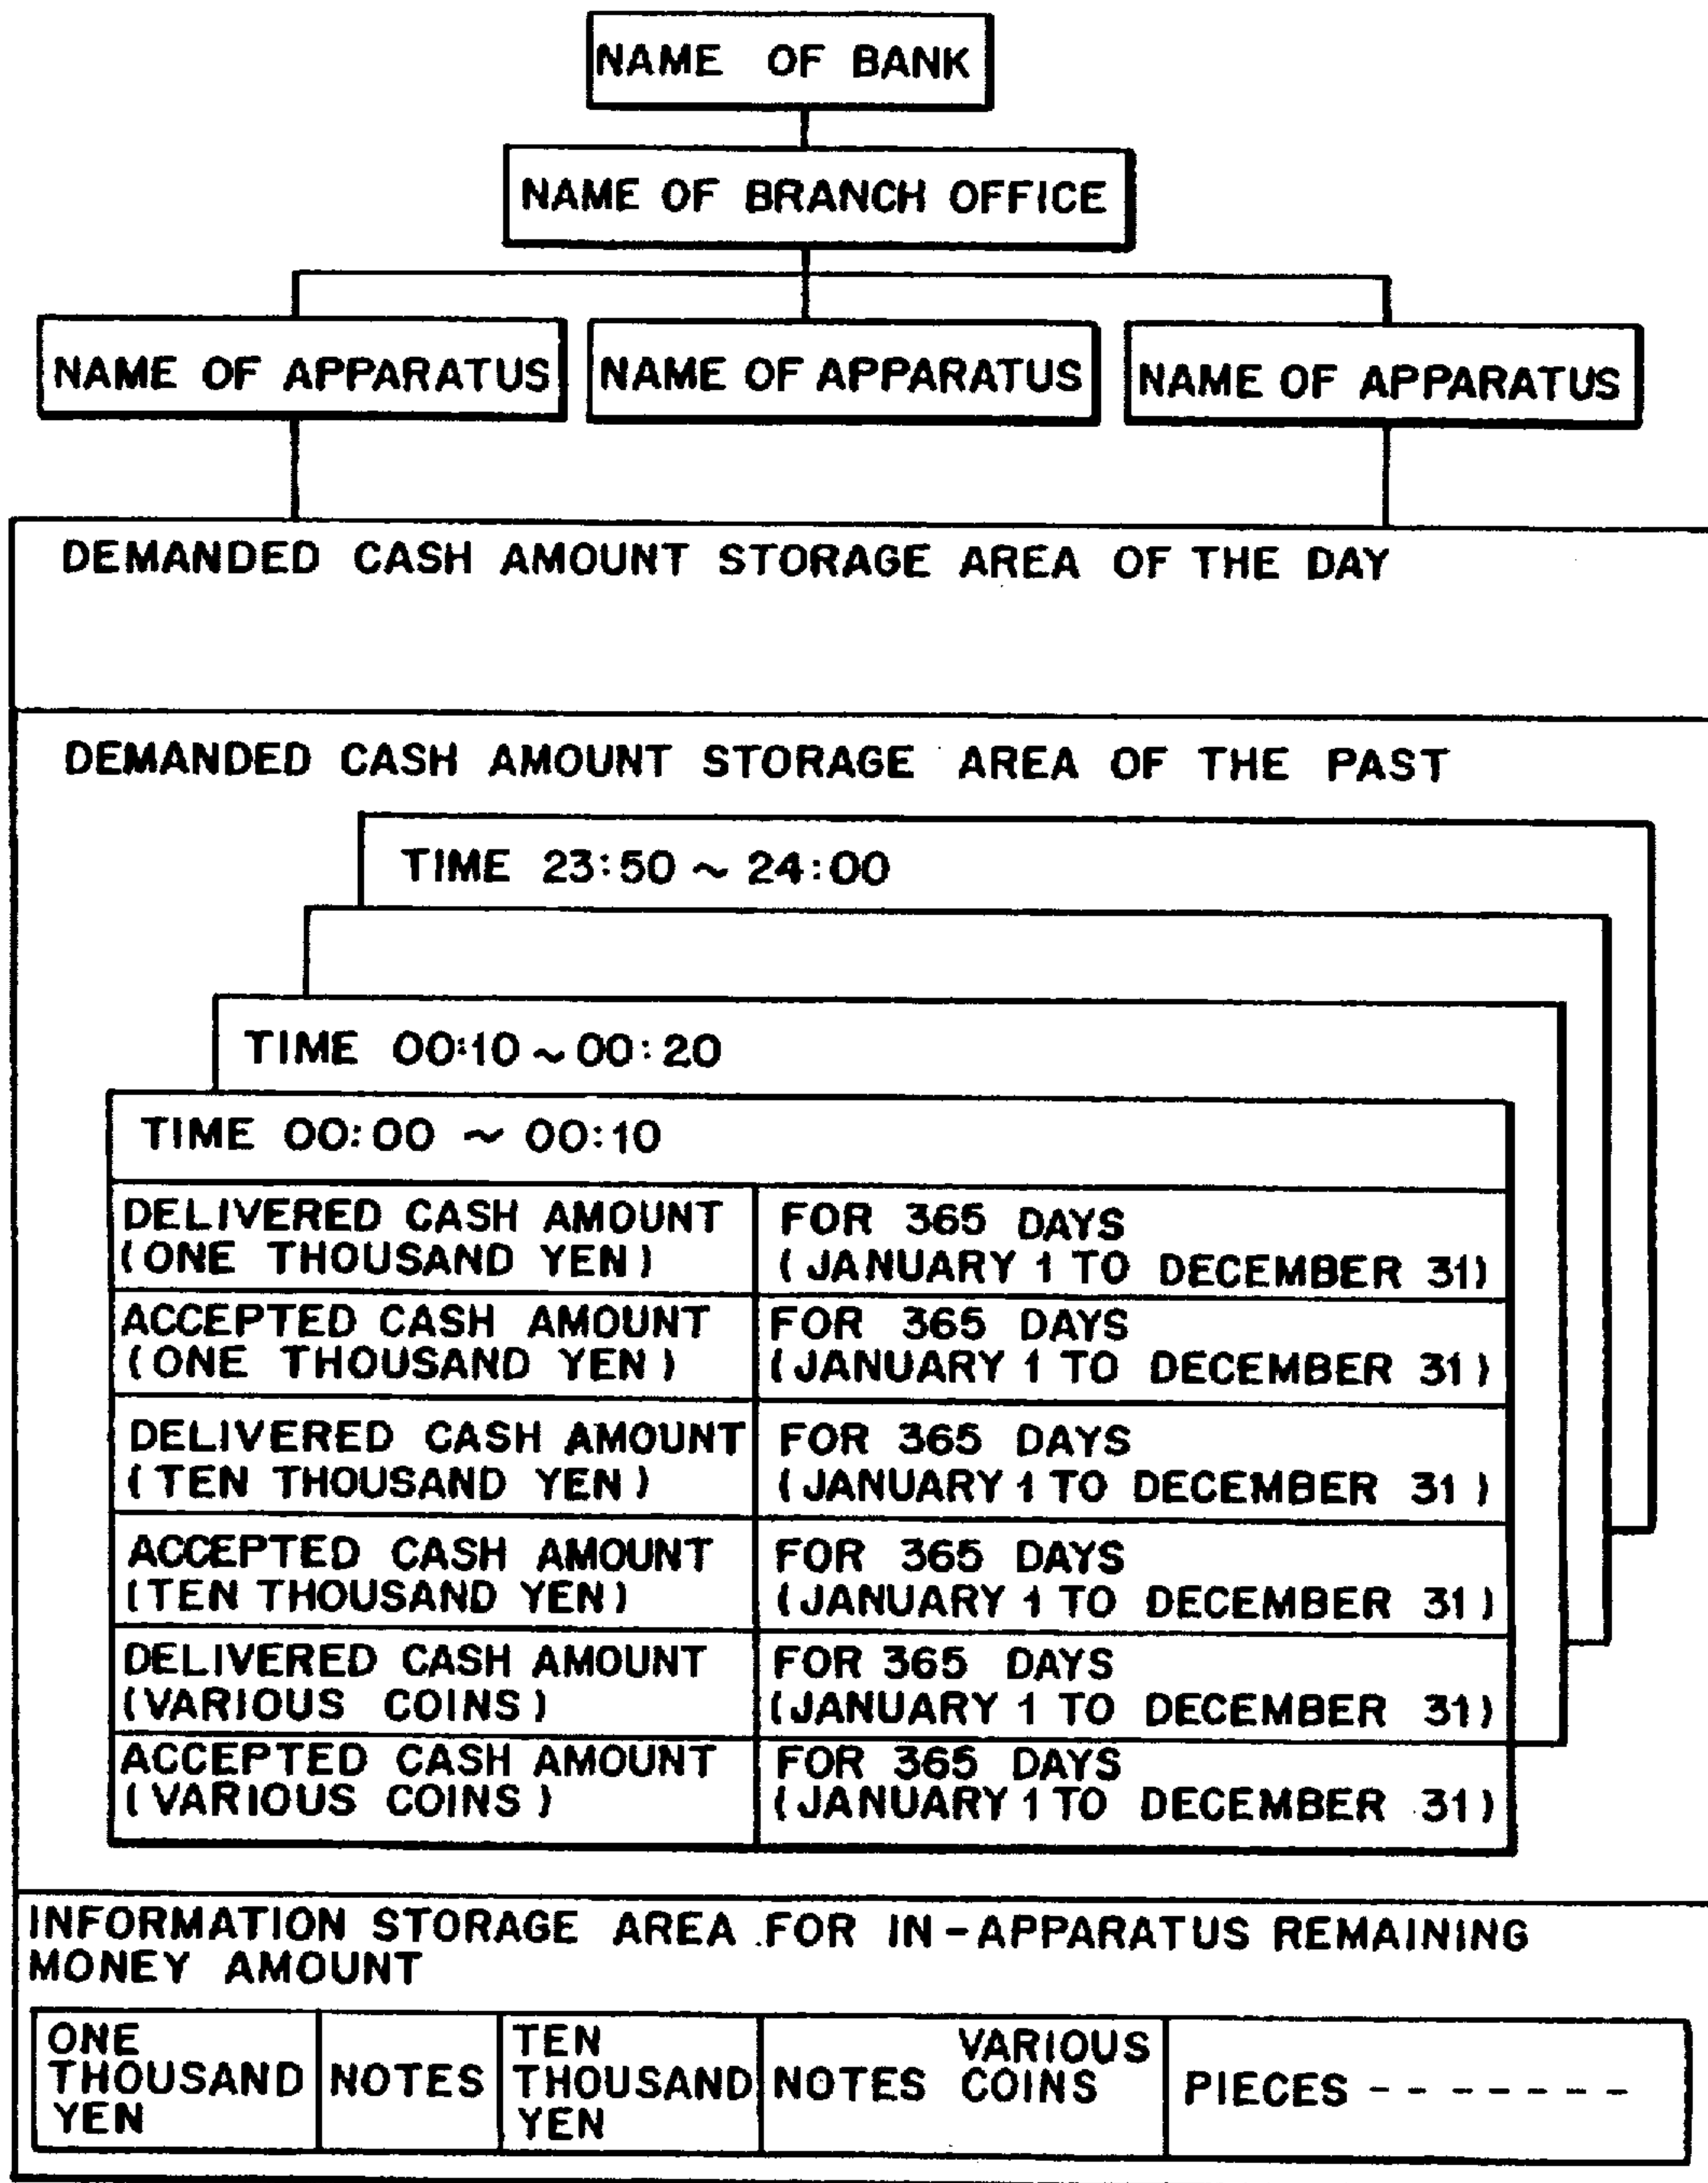 NAME OF BANK
NAME OF BRANCH OFFICE
NAME OF APPARATUS
NAME OF APPARATUS
NAME OF APPARATUS
DEMANDED CASH AMOUNT STORAGE AREA OF THE DAY
DEMANDED CASH AMOUNT STORAGE AREA OF THE PAST
TIME 23:50 ~ 24:00
TIME 00:10 ~ 00:20
TIME 00:00 ~ 00:10
DELIVERED CASH AMOUNT
(ONE THOUSAND YEN)
FOR 365 DAYS
(JANUARY 1 TO DECEMBER 31)
ACCEPTED CASH AMOUNT
(ONE THOUSAND YEN)
FOR 365 DAYS
(JANUARY 1 TO DECEMBER 31)
DELIVERED CASH AMOUNT
(TEN THOUSAND YEN)
FOR 365 DAYS
(JANUARY 1 TO DECEMBER 31)
ACCEPTED CASH AMOUNT
(TEN THOUSAND YEN)
FOR 365 DAYS
(JANUARY 1 TO DECEMBER 31)
DELIVERED CASH AMOUNT
(VARIOUS COINS)
FOR 365 DAYS
(JANUARY 1 TO DECEMBER 31)
ACCEPTED CASH AMOUNT
(VARIOUS COINS)
FOR 365 DAYS
(JANUARY 1 TO DECEMBER 31)
INFORMATION STORAGE AREA FOR IN-APPARATUS REMAINING
MONEY AMOUNT
ONE
THOUSAND
YEN
NOTES
TEN
THOUSAND
YEN
NOTES
VARIOUS
COINS
PIECES - - - - - - -